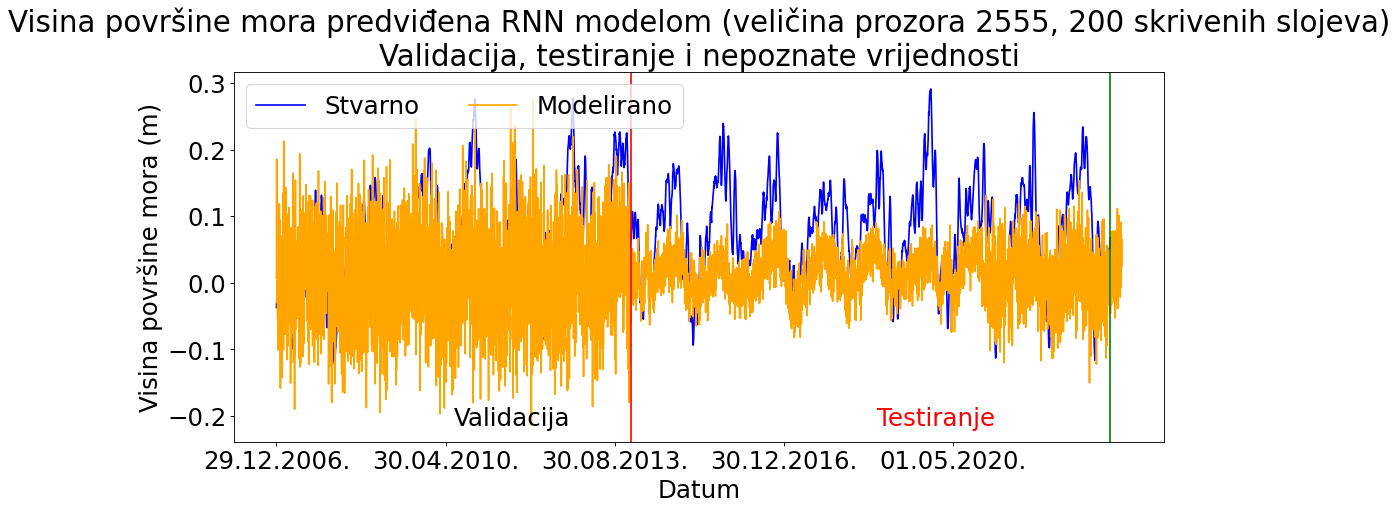 Visina površine mora predviđena RNN modelom (veličina prozora 2555, 200 skrivenih slojeva)
Validacija, testiranje i nepoznate vrijednosti
Stvarno Modelirano
Visina površine mora (m)
0.3
0.2
0.1
0.0
−0.1
−0.2
Validacija Testiranje
29.12.2006. 30.04.2010. 30.08.2013. 30.12.2016. 01.05.2020.
Datum